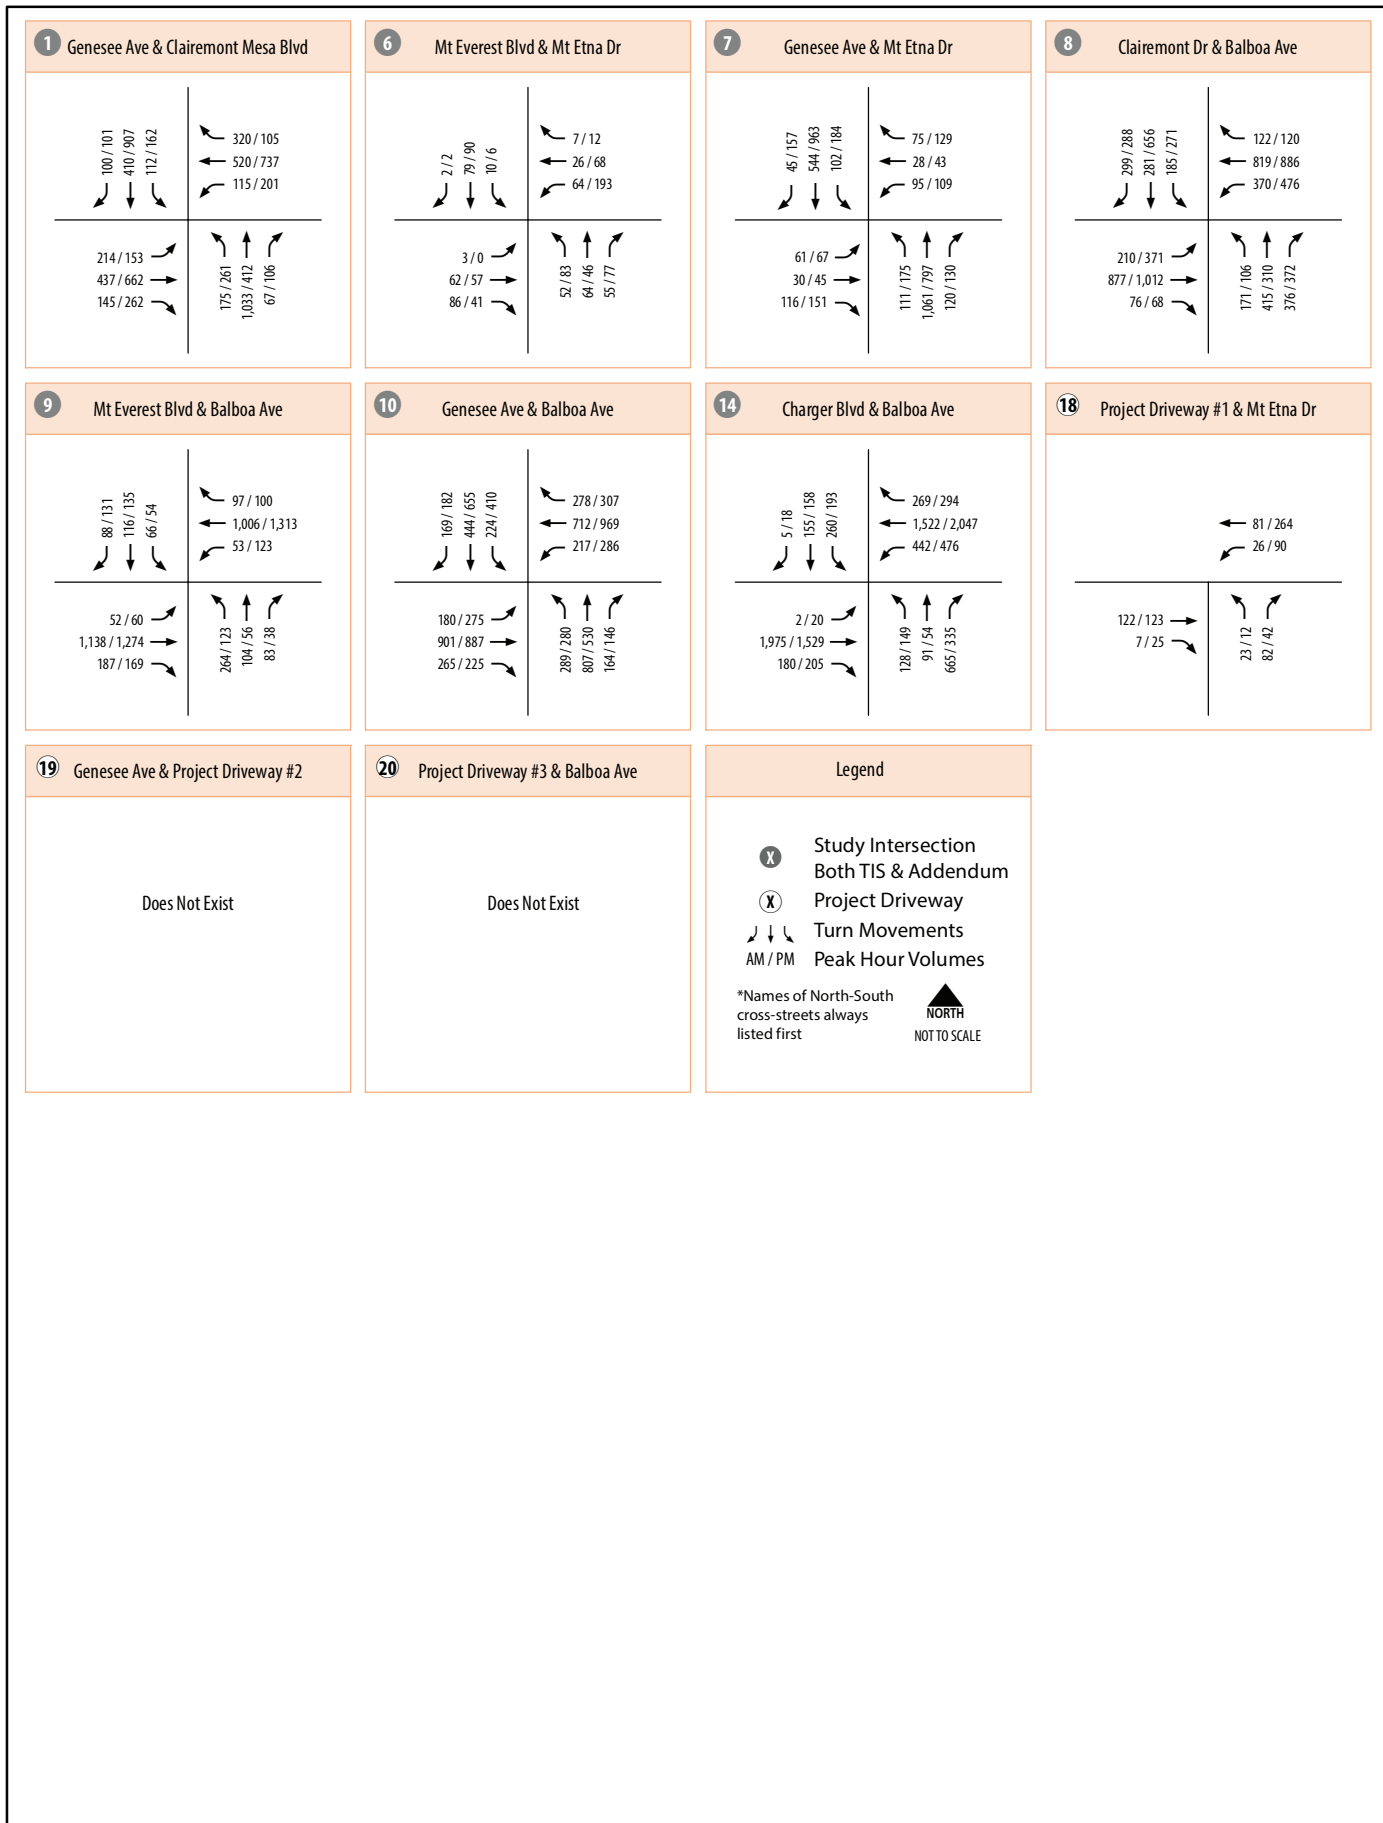 1 Genesee Ave & Clairemont Mesa Blvd
100 / 101
410 / 907
112 / 162
320 / 105
520 / 737
115 / 201
214 / 153
437 / 662
145 / 262
175 / 261
1,033 / 412
67 / 106
6 Mt Everest Blvd & Mt Etna Dr
2 / 2
79 / 90
10 / 6
7 / 12
26 / 68
64 / 193
3 / 0
62 / 57
86 / 41
52 / 83
64 / 46
55 / 77
7 Genesee Ave & Mt Etna Dr
45 / 157
544 / 963
102 / 184
75 / 129
28 / 43
95 / 109
61 / 67
30 / 45
116 / 151
111 / 175
1,061 / 797
120 / 130
8 Clairemont Dr & Balboa Ave
299 / 288
281 / 656
185 / 271
122 / 120
819 / 886
370 / 476
210 / 371
877 / 1,012
76 / 68
171 / 106
415 / 310
376 / 372
9 Mt Everest Blvd & Balboa Ave
88 / 131
116 / 135
66 / 54
97 / 100
1,006 / 1,313
53 / 123
52 / 60
1,138 / 1,274
187 / 169
264 / 123
104 / 56
83 / 38
10 Genesee Ave & Balboa Ave
169 / 182
444 / 655
224 / 410
278 / 307
712 / 969
217 / 286
180 / 275
901 / 887
265 / 225
289 / 280
807 / 530
164 / 146
14 Charger Blvd & Balboa Ave
5 / 18
155 / 158
260 / 193
269 / 294
1,522 / 2,047
442 / 476
2 / 20
1,975 / 1,529
180 / 205
128 / 149
91 / 54
665 / 335
18 Project Driveway #1 & Mt Etna Dr
81 / 264
26 / 90
122 / 123
7 / 25
23 / 12
82 / 42
19 Genesee Ave & Project Driveway #2
Does Not Exist
20 Project Driveway #3 & Balboa Ave
Does Not Exist
Legend
X Study Intersection
Both TIS & Addendum
X Project Driveway
Turn Movements
AM / PM Peak Hour Volumes
*Names of North-South
cross-streets always
listed first
NORTH
NOT TO SCALE